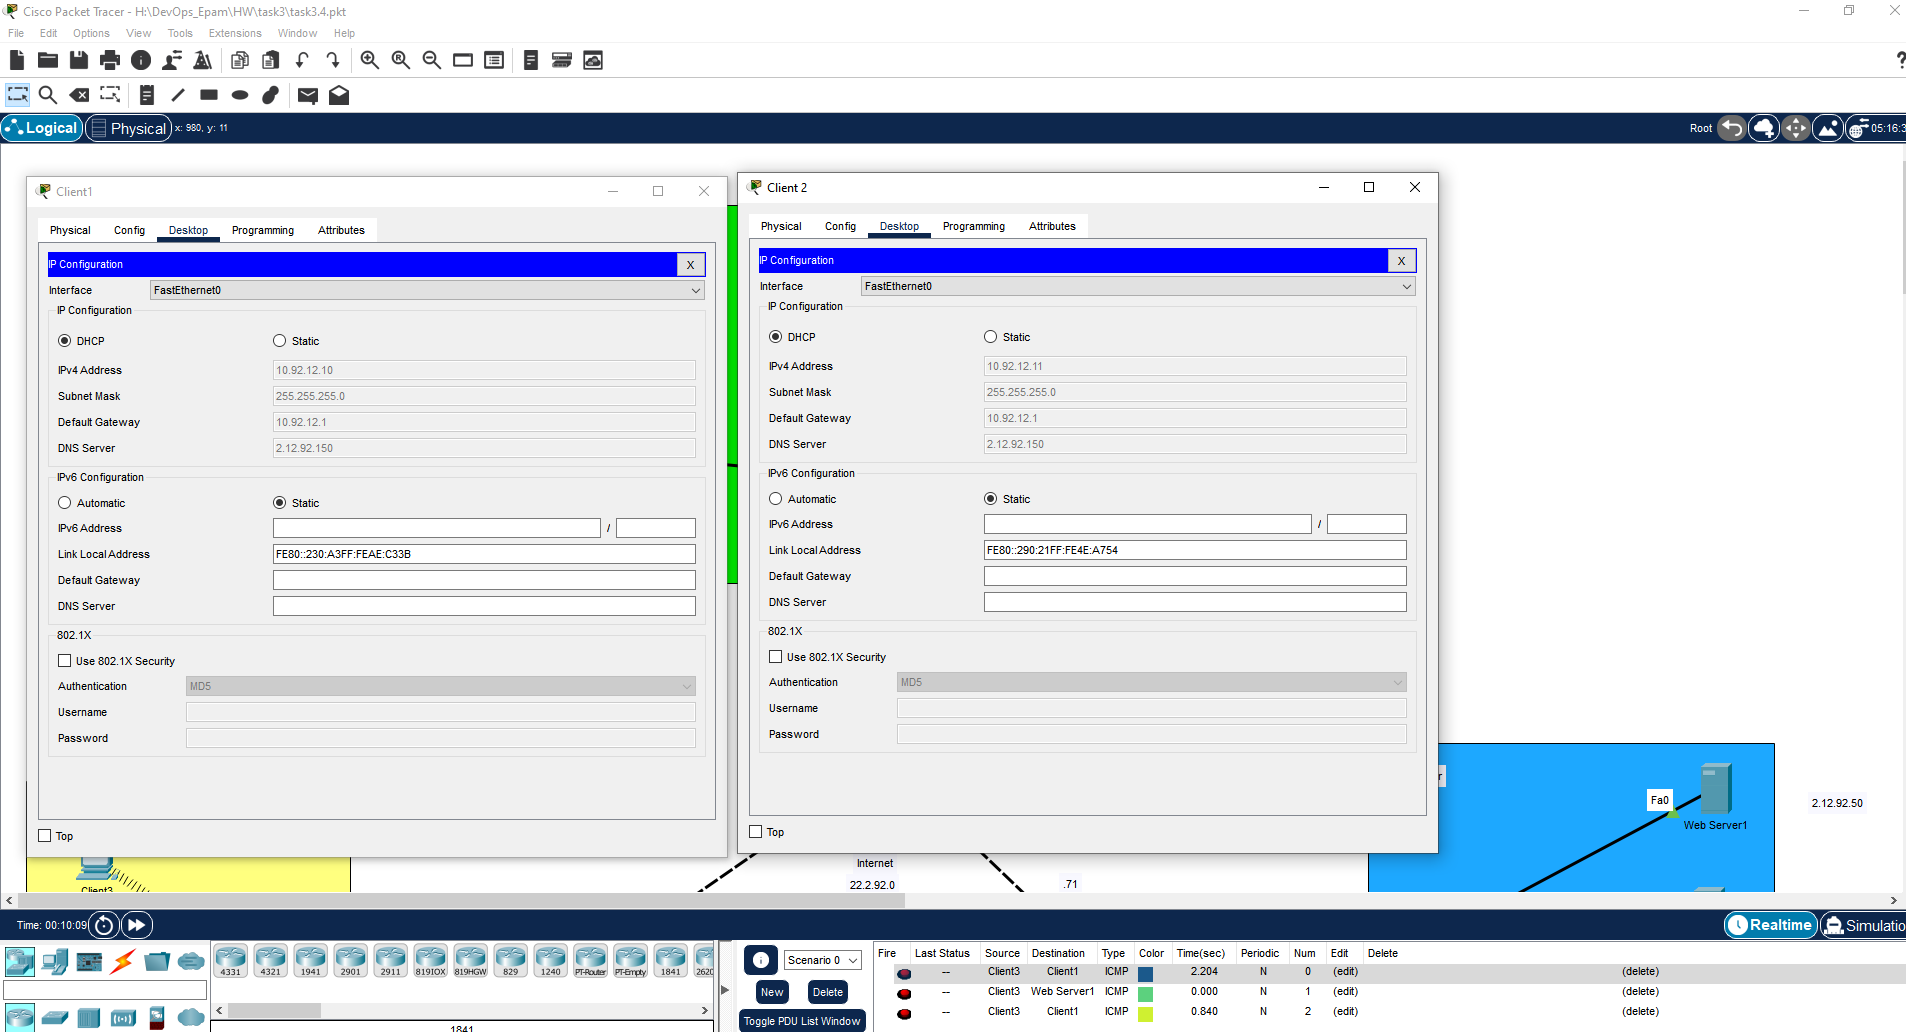 Cisco Packet Tracer - H:\DevOps_Epam\HW\task3\task3.4.pkt
File Edit Options View Tools Extensions Window Help
?
Logical Physical x: 980, y: 11 Root 05:16:3
Client1
Physical Config Desktop Programming Attributes
IP Configuration X
Interface FastEthernet0
IP Configuration
DHCP Static
IPv4 Address 10.92.12.10
Subnet Mask 255.255.255.0
Default Gateway 10.92.12.1
DNS Server 2.12.92.150
IPv6 Configuration
Automatic Static
IPv6 Address /
Link Local Address FE80::230:A3FF:FEAE:C33B
Default Gateway
DNS Server
802.1X
Use 802.1X Security
Authentication MD5
Username
Password
Top
Client 2
Physical Config Desktop Programming Attributes
IP Configuration X
Interface FastEthernet0
IP Configuration
DHCP Static
IPv4 Address 10.92.12.11
Subnet Mask 255.255.255.0
Default Gateway 10.92.12.1
DNS Server 2.12.92.150
IPv6 Configuration
Automatic Static
IPv6 Address /
Link Local Address FE80::290:21FF:FE4E:A754
Default Gateway
DNS Server
802.1X
Use 802.1X Security
Authentication MD5
Username
Password
Top
r
Fa0
Web Server1
2.12.92.50
Client3
Internet
22.2.92.0
.71
Time: 00:10:09 Realtime Simulatio
4331 4321 1941 2901 2911 819IOX 819HGW 829 1240 PT-Router PT-Empty 1841 2620
1841
Scenario 0
New Delete
Toggle PDU List Window
Fire Last Status Source Destination Type Color Time(sec) Periodic Num Edit Delete
-- Client3 Client1 ICMP 2.204 N 0 (edit) (delete)
-- Client3 Web Server1 ICMP 0.000 N 1 (edit) (delete)
-- Client3 Client1 ICMP 0.840 N 2 (edit) (delete)